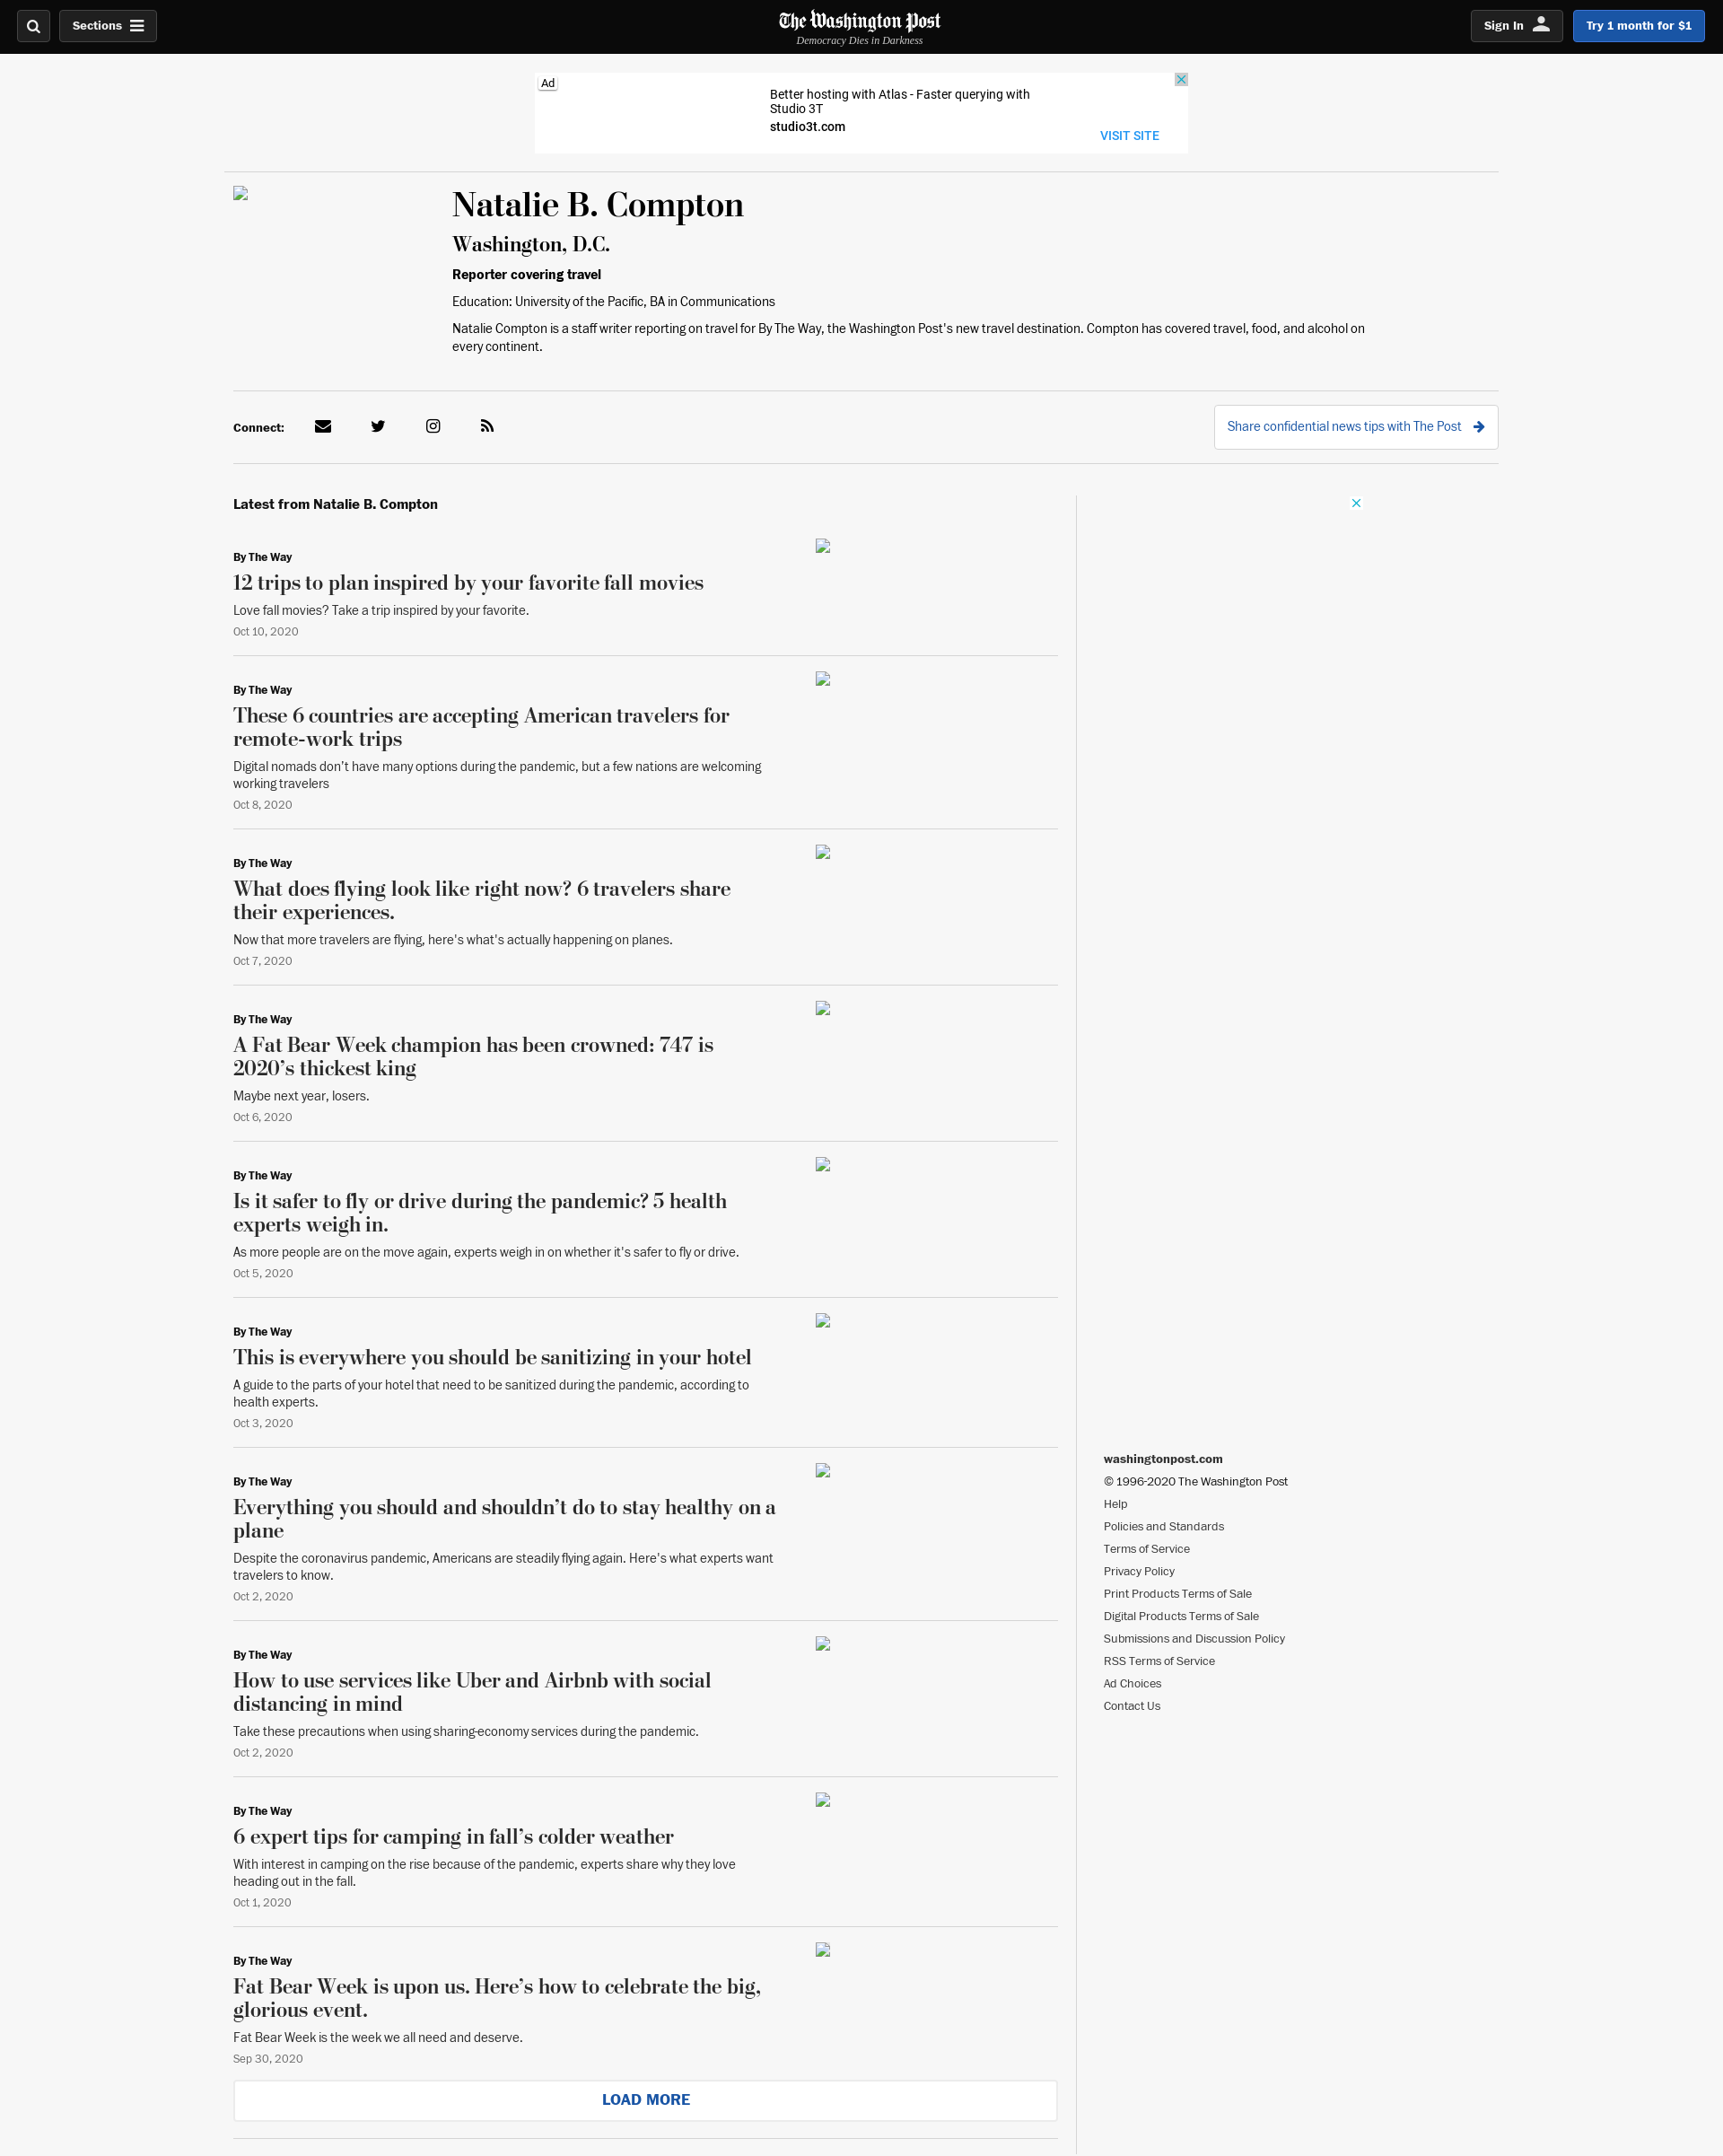 Sections
The Washington Post
Democracy Dies in Darkness
Sign In
Try 1 month for $1
Ad
Better hosting with Atlas - Faster querying with
Studio 3T
studio3t.com
VISIT SITE
Natalie B. Compton
Washington, D.C.
Reporter covering travel
Education: University of the Pacific, BA in Communications
Natalie Compton is a staff writer reporting on travel for By The Way, the Washington Post's new travel destination. Compton has covered travel, food, and alcohol on
every continent.
Connect:
Share confidential news tips with The Post
Latest from Natalie B. Compton
By The Way
12 trips to plan inspired by your favorite fall movies
Love fall movies? Take a trip inspired by your favorite.
Oct 10, 2020
By The Way
These 6 countries are accepting American travelers for
remote-work trips
Digital nomads don't have many options during the pandemic, but a few nations are welcoming
working travelers
Oct 8, 2020
By The Way
What does flying look like right now? 6 travelers share
their experiences.
Now that more travelers are flying, here's what's actually happening on planes.
Oct 7, 2020
By The Way
A Fat Bear Week champion has been crowned: 747 is
2020’s thickest king
Maybe next year, losers.
Oct 6, 2020
By The Way
Is it safer to fly or drive during the pandemic? 5 health
experts weigh in.
As more people are on the move again, experts weigh in on whether it's safer to fly or drive.
Oct 5, 2020
By The Way
This is everywhere you should be sanitizing in your hotel
A guide to the parts of your hotel that need to be sanitized during the pandemic, according to
health experts.
Oct 3, 2020
By The Way
Everything you should and shouldn’t do to stay healthy on a
plane
Despite the coronavirus pandemic, Americans are steadily flying again. Here's what experts want
travelers to know.
Oct 2, 2020
By The Way
How to use services like Uber and Airbnb with social
distancing in mind
Take these precautions when using sharing-economy services during the pandemic.
Oct 2, 2020
By The Way
6 expert tips for camping in fall’s colder weather
With interest in camping on the rise because of the pandemic, experts share why they love
heading out in the fall.
Oct 1, 2020
By The Way
Fat Bear Week is upon us. Here’s how to celebrate the big,
glorious event.
Fat Bear Week is the week we all need and deserve.
Sep 30, 2020
LOAD MORE
washingtonpost.com
© 1996-2020 The Washington Post
Help
Policies and Standards
Terms of Service
Privacy Policy
Print Products Terms of Sale
Digital Products Terms of Sale
Submissions and Discussion Policy
RSS Terms of Service
Ad Choices
Contact Us